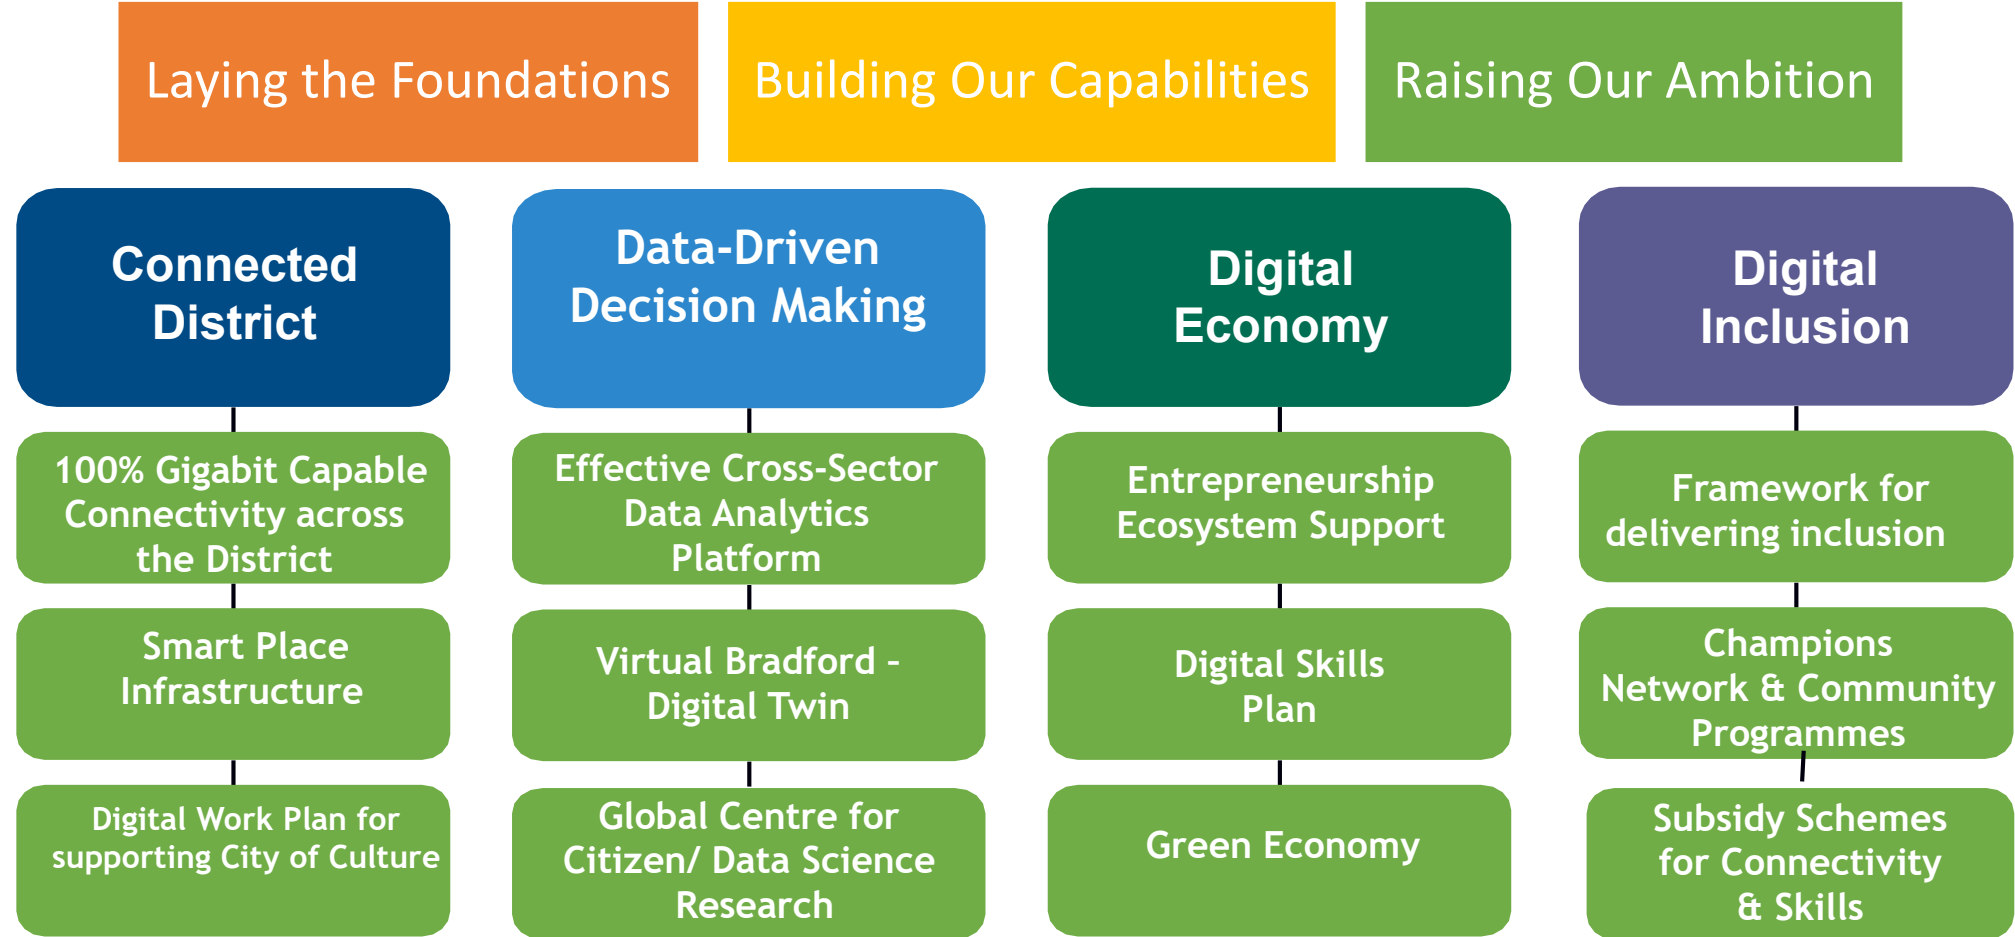 Laying the Foundations
Building Our Capabilities
Raising Our Ambition
Connected
District
100% Gigabit Capable
Connectivity across
the District
Smart Place
Infrastructure
Digital Work Plan for
supporting City of Culture
Data-Driven
Decision Making
Effective Cross-Sector
Data Analytics
Platform
Virtual Bradford –
Digital Twin
Global Centre for
Citizen/ Data Science
Research
Digital
Economy
Entrepreneurship
Ecosystem Support
Digital Skills
Plan
Green Economy
Digital
Inclusion
Framework for
delivering inclusion
Champions
Network & Community
Programmes
Subsidy Schemes
for Connectivity
& Skills